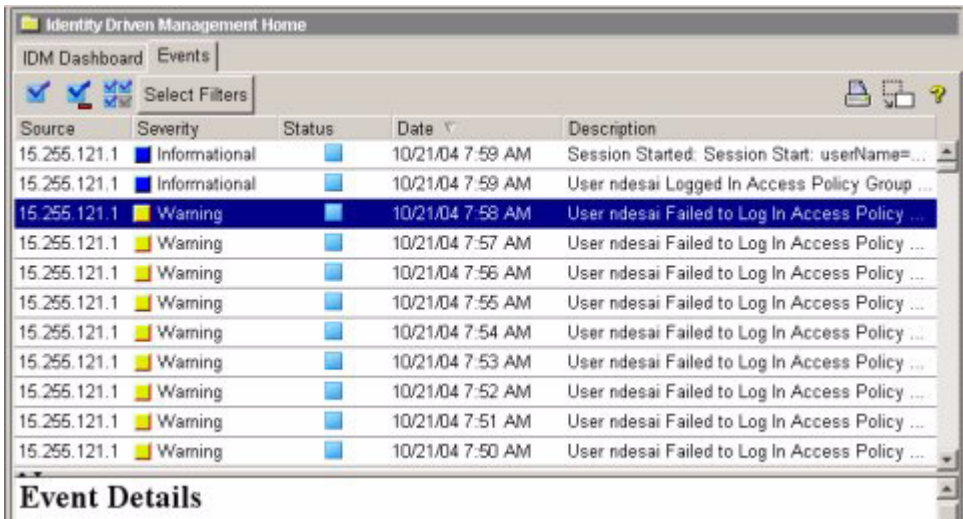 Identity Driven Management Home
IDM Dashboard Events
Select Filters
Source Severity Status Date Description
15.255.121.1 Informational 10/21/04 7:59 AM Session Started: Session Start: userName=...
15.255.121.1 Informational 10/21/04 7:59 AM User ndesai Logged In Access Policy Group ...
15.255.121.1 Warning 10/21/04 7:58 AM User ndesai Failed to Log In Access Policy ...
15.255.121.1 Warning 10/21/04 7:57 AM User ndesai Failed to Log In Access Policy ...
15.255.121.1 Warning 10/21/04 7:56 AM User ndesai Failed to Log In Access Policy ...
15.255.121.1 Warning 10/21/04 7:55 AM User ndesai Failed to Log In Access Policy ...
15.255.121.1 Warning 10/21/04 7:54 AM User ndesai Failed to Log In Access Policy ...
15.255.121.1 Warning 10/21/04 7:53 AM User ndesai Failed to Log In Access Policy ...
15.255.121.1 Warning 10/21/04 7:52 AM User ndesai Failed to Log In Access Policy ...
15.255.121.1 Warning 10/21/04 7:51 AM User ndesai Failed to Log In Access Policy ...
15.255.121.1 Warning 10/21/04 7:50 AM User ndesai Failed to Log In Access Policy ...
Event Details